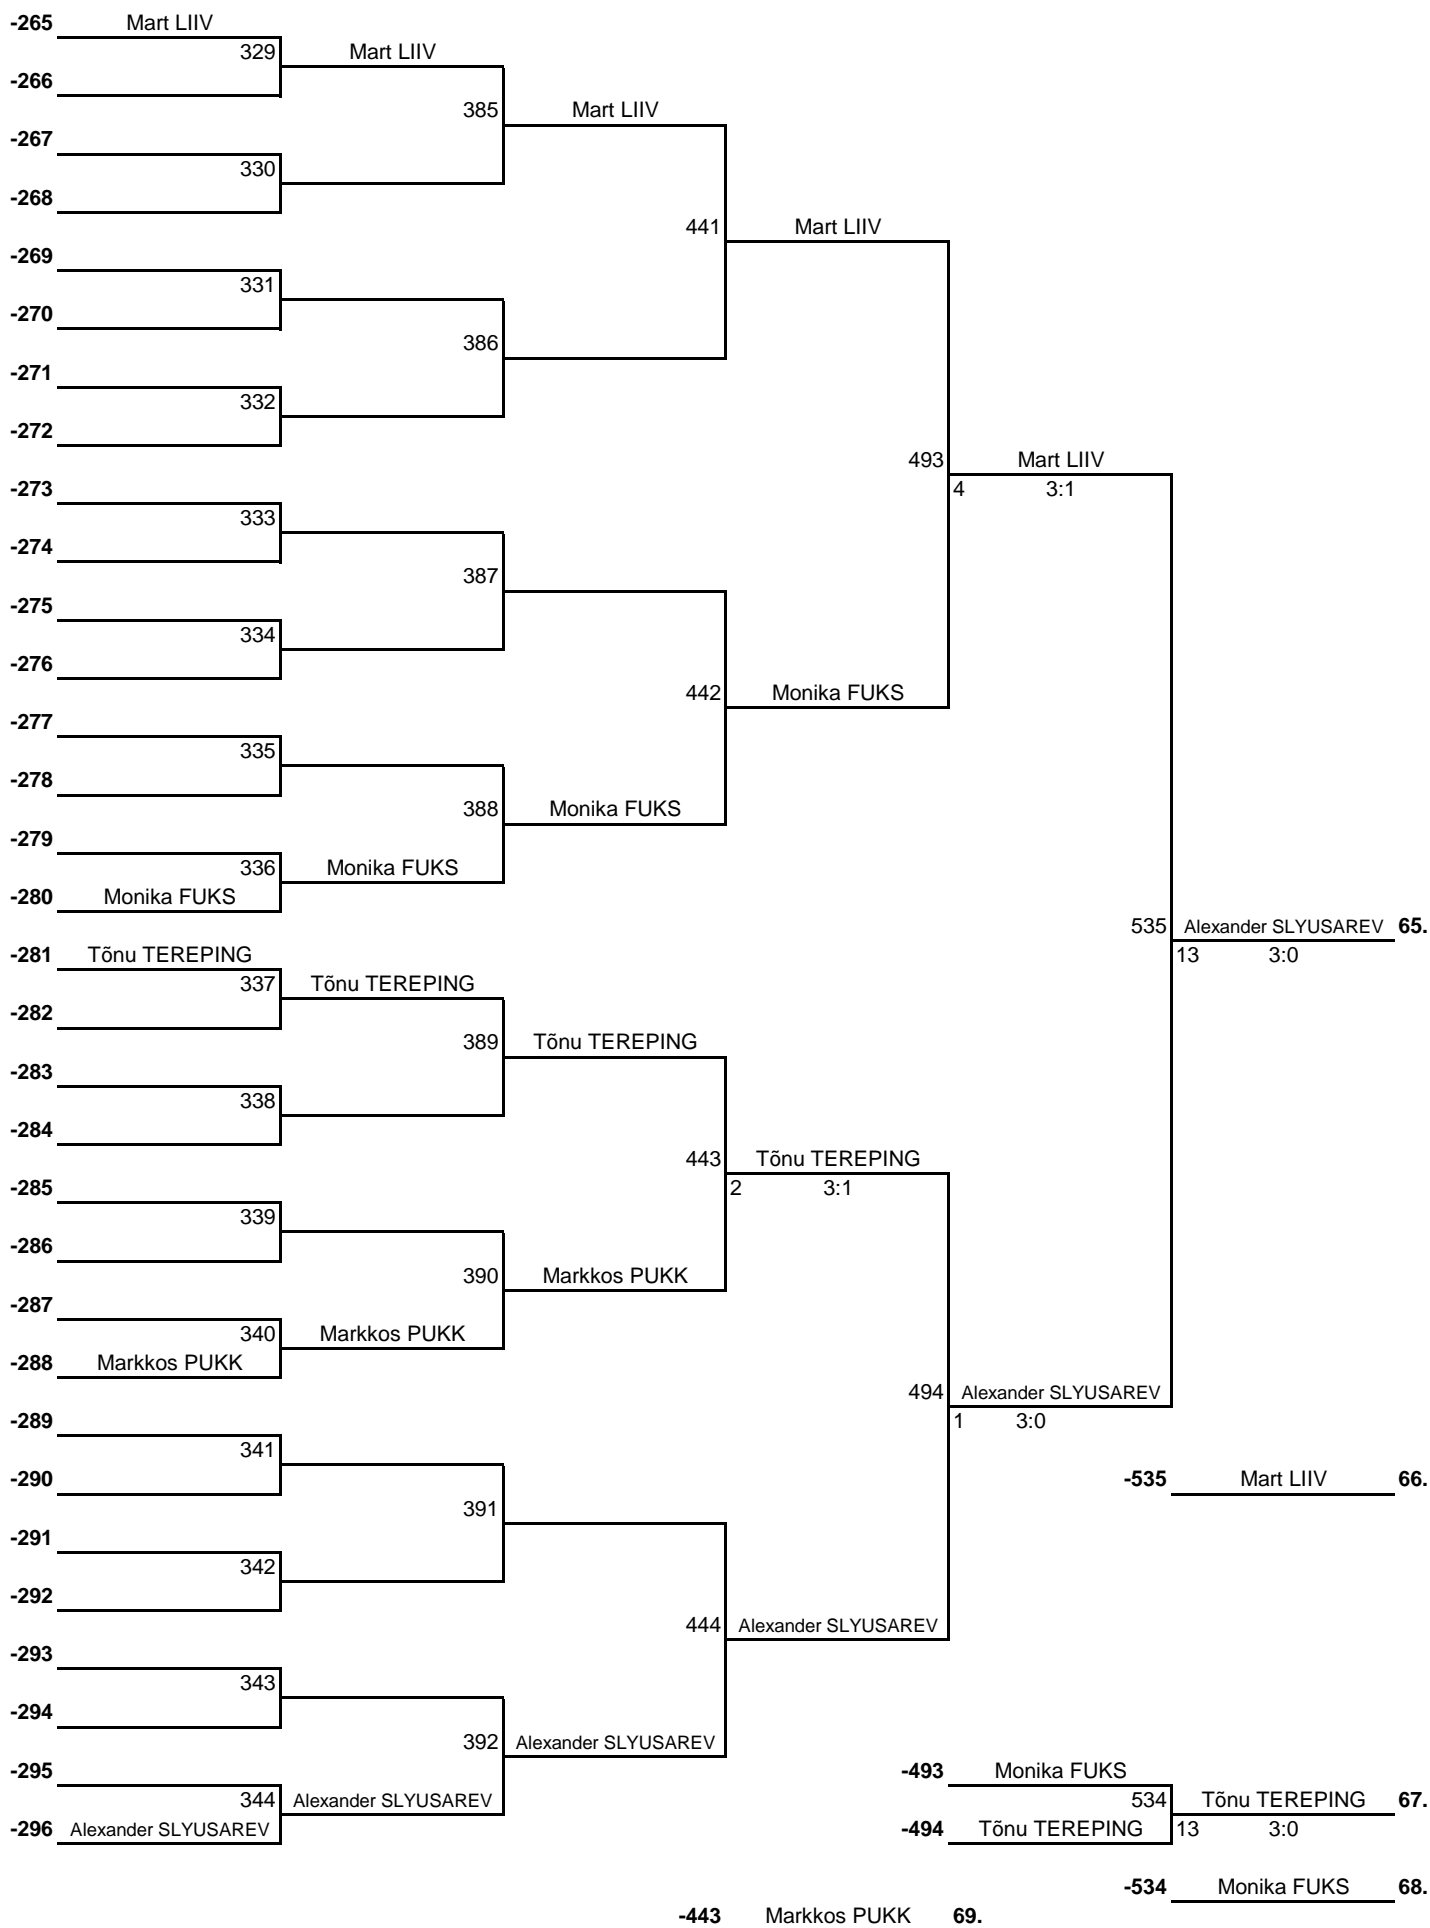 -265 Mart LIIV
329 Mart LIIV
-266
385 Mart LIIV
-267
330
-268
441 Mart LIIV
-269
331
-270
386
-271
332
-272
493 Mart LIIV
-273
4 3:1
333
-274
387
-275
334
-276
442 Monika FUKS
-277
335
-278
388 Monika FUKS
-279
336 Monika FUKS
-280 Monika FUKS
535 Alexander SLYUSAREV 65.
-281 Tõnu TEREPING
13 3:0
337 Tõnu TEREPING
-282
389 Tõnu TEREPING
-283
338
-284
443 Tõnu TEREPING
-285
2 3:1
339
-286
390 Markkos PUKK
-287
340 Markkos PUKK
-288 Markkos PUKK
494 Alexander SLYUSAREV
-289
1 3:0
341
-290
-535 Mart LIIV 66.
391
-291
342
-292
444 Alexander SLYUSAREV
-293
343
-294
392 Alexander SLYUSAREV
-295
-493 Monika FUKS
344 Alexander SLYUSAREV
534 Tõnu TEREPING 67.
-296 Alexander SLYUSAREV
-494 Tõnu TEREPING
13 3:0
-534 Monika FUKS 68.
-443 Markkos PUKK 69.